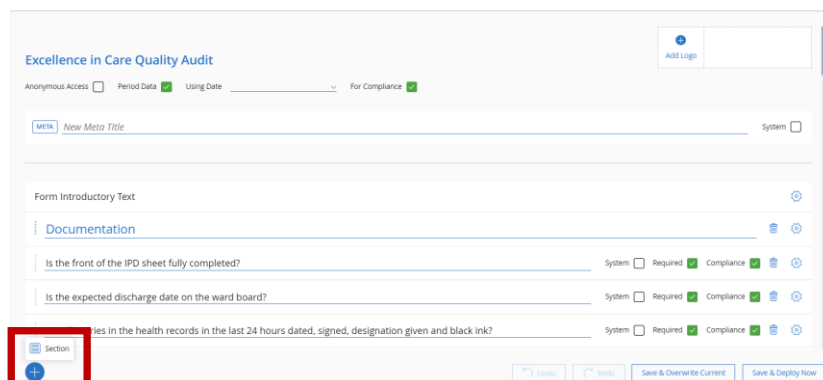 Excellence in Care Quality Audit
Add Logo
Anonymous Access Period Data Using Date For Compliance
META New Meta Title System
Form Introductory Text
Documentation
Is the front of the IPD sheet fully completed? System Required Compliance
Is the expected discharge date on the ward board? System Required Compliance
in the health records in the last 24 hours dated, signed, designation given and black ink? System Required Compliance
Section
Undo Redo Save & Overwrite Current Save & Deploy Now